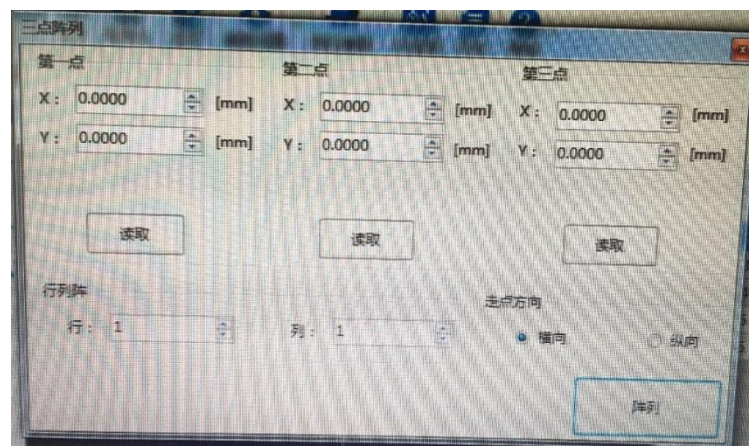 三点阵列
第一点 第二点 第三点
X： 0.0000 [mm] X： 0.0000 [mm] X： 0.0000 [mm]
Y： 0.0000 [mm] Y： 0.0000 [mm] Y： 0.0000 [mm]
读取 读取 读取
行列阵 走点方向
行： 1 列： 1 横向 纵向
阵列